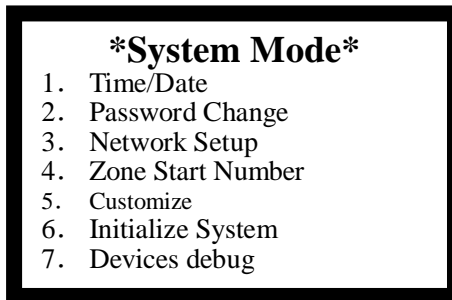 *System Mode*
1. Time/Date
2. Password Change
3. Network Setup
4. Zone Start Number
5. Customize
6. Initialize System
7. Devices debug